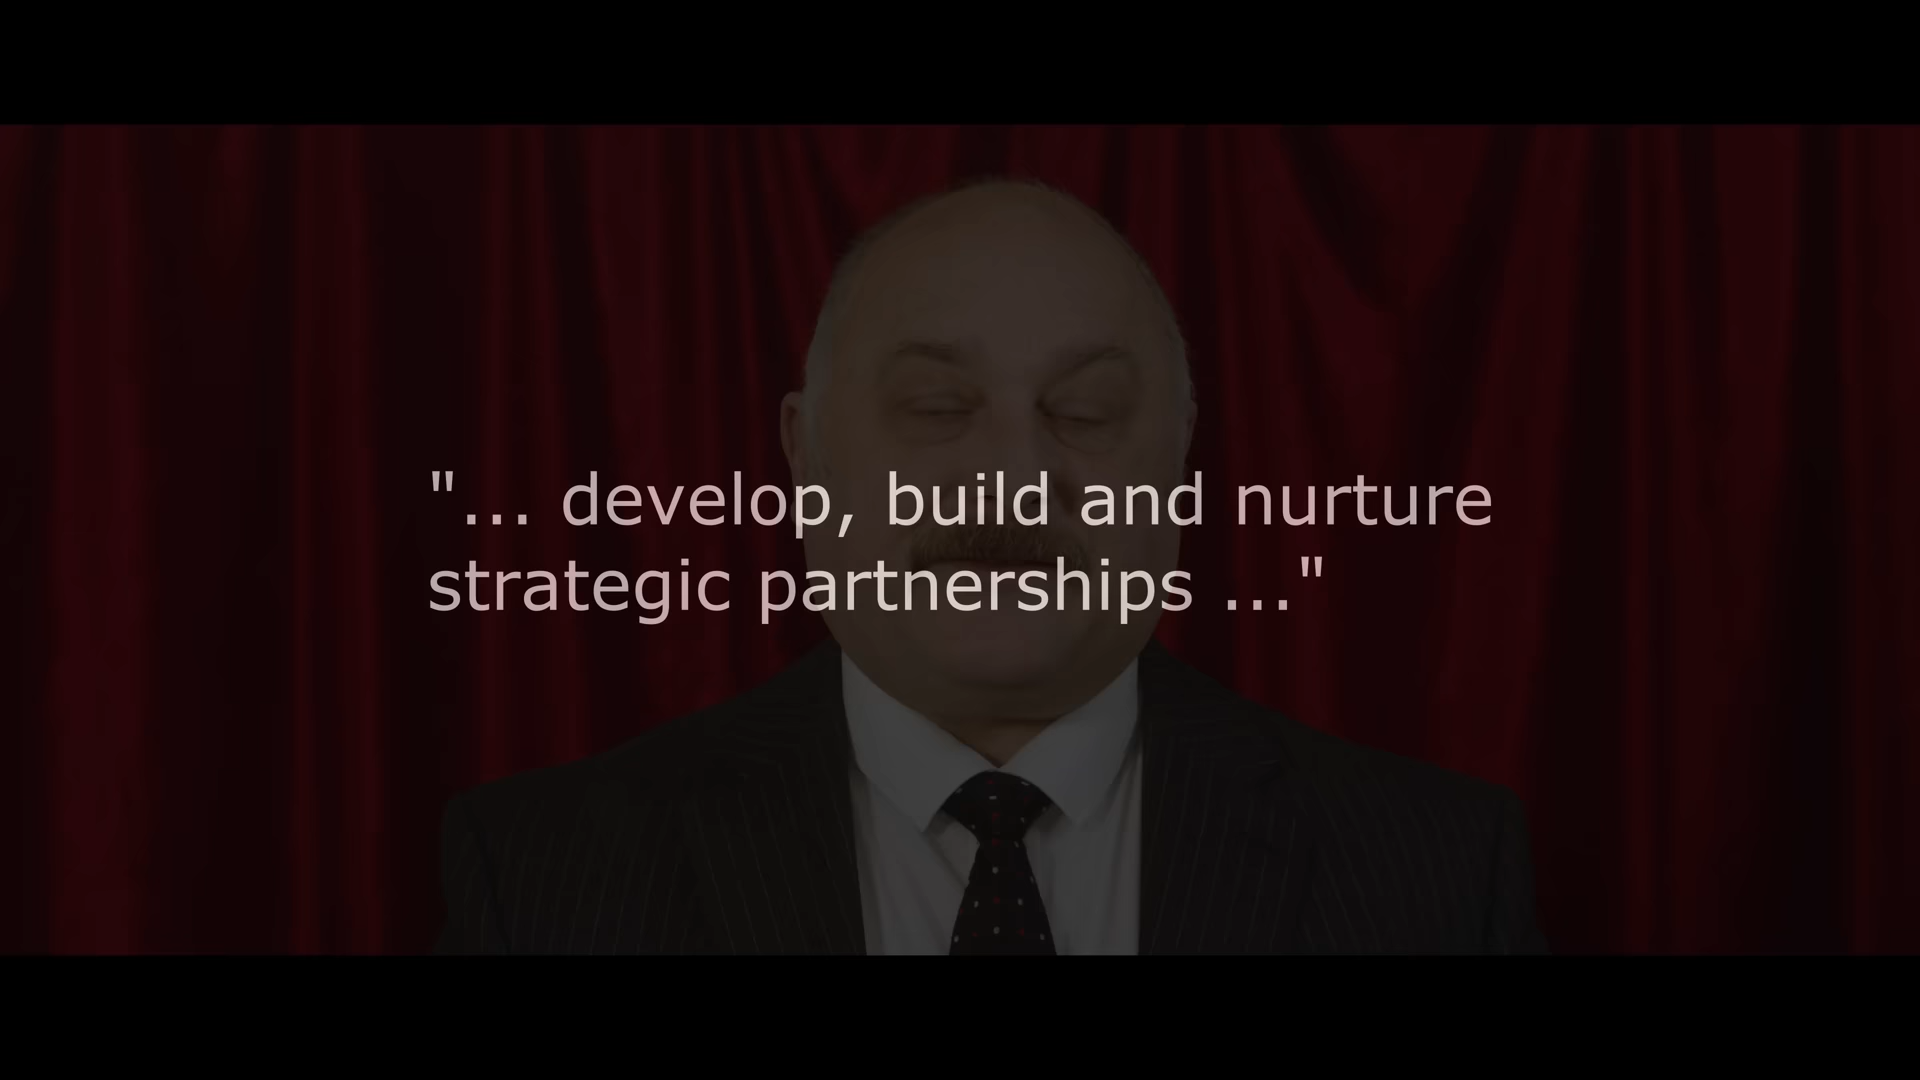 "... develop, build and nurture
strategic partnerships ..."